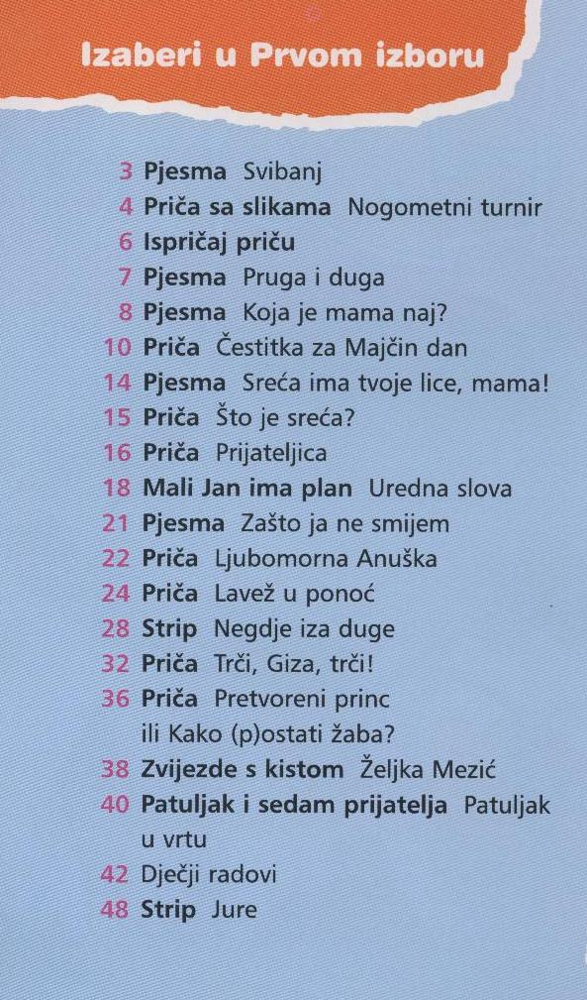 Izaberi u Prvom izboru
3 Pjesma Svibanj
4 Priča sa slikama Nogometni turnir
6 Ispričaj priču
7 Pjesma Pruga i duga
8 Pjesma Koja je mama naj?
10 Priča Čestitka za Majčin dan
14 Pjesma Sreća ima tvoje lice, mama!
15 Priča Što je sreća?
16 Priča Prijateljica
18 Mali Jan ima plan Uredna slova
21 Pjesma Zašto ja ne smijem
22 Priča Ljubomorna Anuška
24 Priča Lavež u ponoć
28 Strip Negdje iza duge
32 Priča Trči, Giza, trči!
36 Priča Pretvoreni princ
ili Kako (p)ostati žaba?
38 Zvijezde s kistom Željka Mezić
40 Patuljak i sedam prijatelja Patuljak
u vrtu
42 Dječji radovi
48 Strip Jure